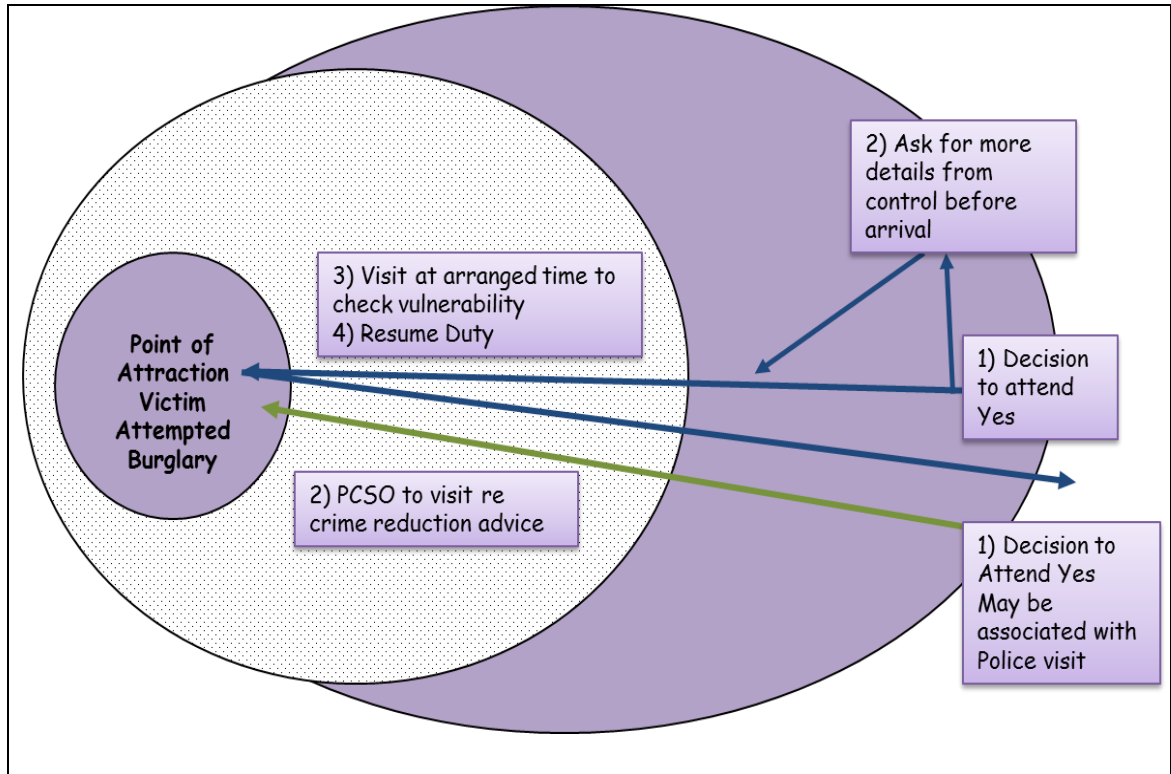 2) Ask for more
details from
control before
arrival
3) Visit at arranged time to
check vulnerability
4) Resume Duty
Point of
Attraction
Victim
Attempted
Burglary
1) Decision
to attend
Yes
2) PCSO to visit re
crime reduction advice
1) Decision to
Attend Yes
May be
associated with
Police visit